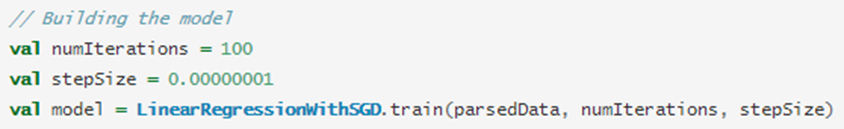 // Building the model
val numIterations = 100
val stepSize = 0.00000001
val model = LinearRegressionWithSGD.train(parsedData, numIterations, stepSize)